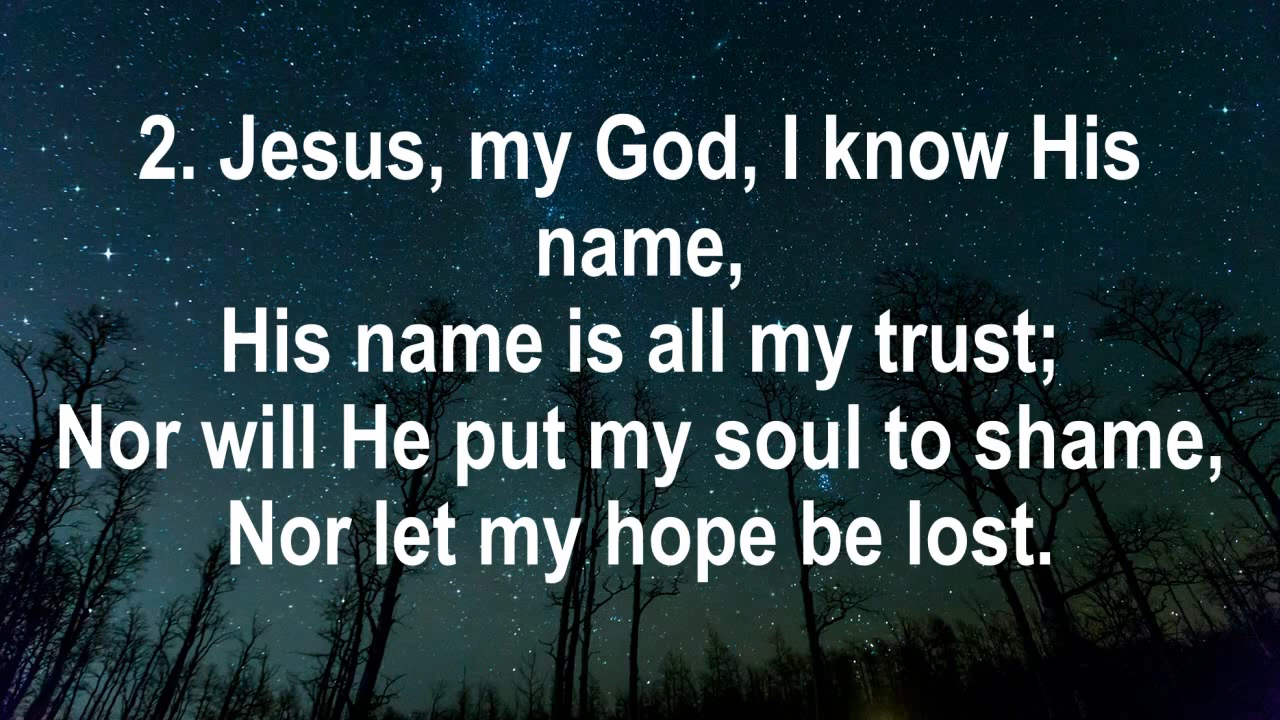 2. Jesus, my God, I know His
name,
His name is all my trust;
Nor will He put my soul to shame,
Nor let my hope be lost.